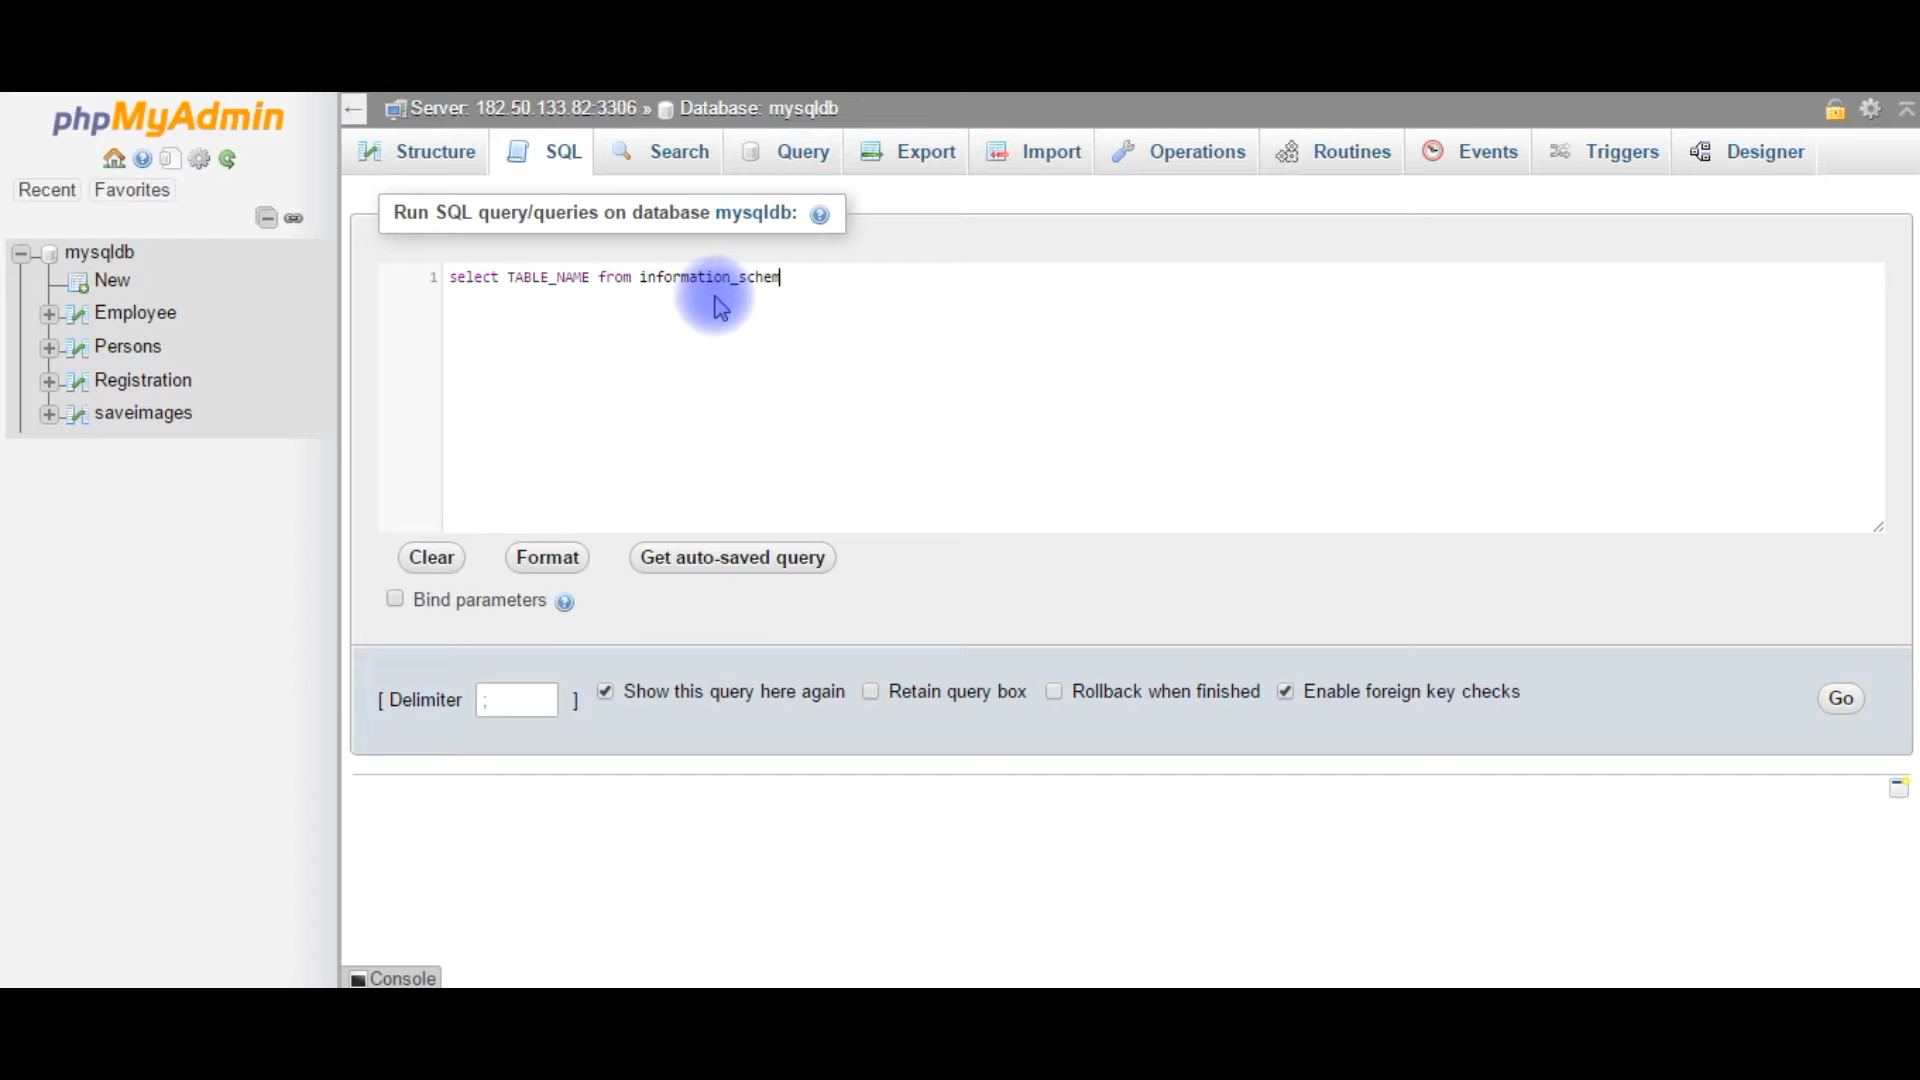 phpMyAdmin
Recent Favorites
mysqldb
New
Employee
Persons
Registration
saveimages
Server: 182.50.133.82:3306 » Database: mysqldb
Structure SQL Search Query Export Import Operations Routines Events Triggers Designer
Run SQL query/queries on database mysqldb:
1 select TABLE_NAME from information_schem
Clear Format Get auto-saved query
Bind parameters
[ Delimiter ; ] Show this query here again Retain query box Rollback when finished Enable foreign key checks Go
Console